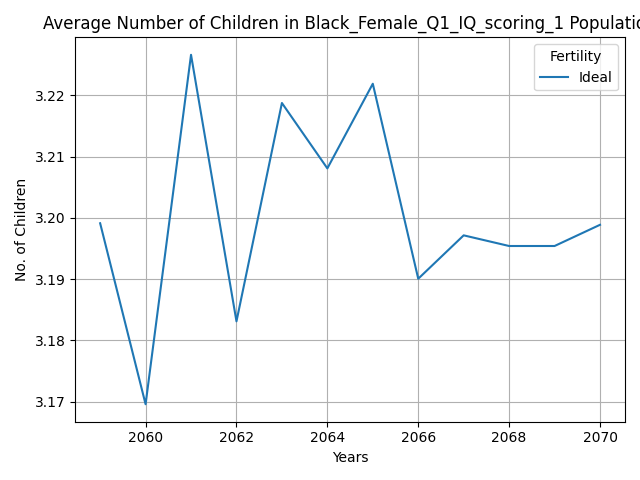 Average Number of Children in Black_Female_Q1_IQ_scoring_1 Populatio
Fertility
Ideal
3.22
3.21
3.20
3.19
3.18
3.17
No. of Children
2060 2062 2064 2066 2068 2070
Years